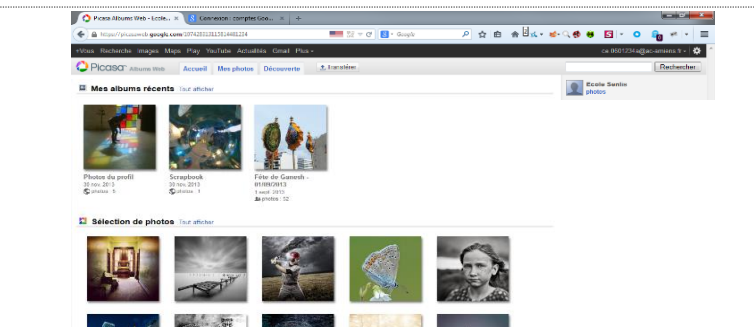 Picasa Albums Web - Ecole...
Connexion : comptes Goo...
https://picasaweb.google.com/
Google
+Vous Recherche Images Maps Play YouTube Actualités Gmail Plus
Picasa Albums Web Accueil Mes photos Découverte Transférer Rechercher
Mes albums récents Tout afficher
Ecole Senlis
photos
Photos du profil
30 nov. 2013
photos : 5
Scrapbook
30 nov. 2013
photos : 1
Fête de Ganesh -
01/09/2013
1 sept. 2013
photos : 52
Sélection de photos Tout afficher